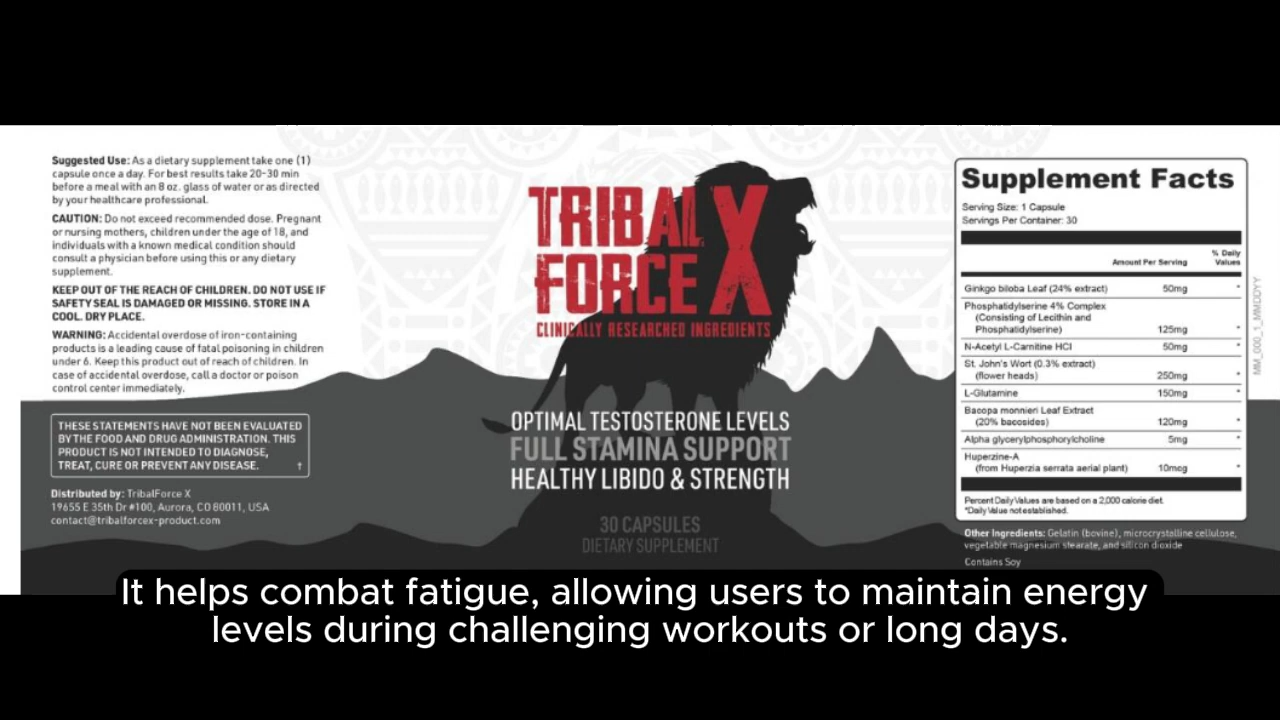 Suggested Use: As a dietary supplement take one (1)
capsule once a day. For best results take 20-30 min
before a meal with an 8 oz. glass of water or as directed
by your healthcare professional.
CAUTION: Do not exceed recommended dose. Pregnant
or nursing mothers, children under the age of 18, and
individuals with a known medical condition should
consult a physician before using this or any dietary
supplement.
KEEP OUT OF THE REACH OF CHILDREN. DO NOT USE IF
SAFETY SEAL IS DAMAGED OR MISSING. STORE IN A
COOL. DRY PLACE.
WARNING: Accidental overdose of iron-containing
products is a leading cause of fatal poisoning in children
under 6. Keep this product out of reach of children. In
case of accidental overdose, call a doctor or poison
control center immediately.
THESE STATEMENTS HAVE NOT BEEN EVALUATED
BY THE FOOD AND DRUG ADMINISTRATION. THIS
PRODUCT IS NOT INTENDED TO DIAGNOSE,
TREAT, CURE OR PREVENT ANY DISEASE. †
Distributed by: TribalForce X
19655 E 35th Dr #100, Aurora, CO 80011, USA
contact@tribalforcex-product.com
TRIBAL
FORCE X
CLINICALLY RESEARCHED INGREDIENTS
OPTIMAL TESTOSTERONE LEVELS
FULL STAMINA SUPPORT
HEALTHY LIBIDO & STRENGTH
30 CAPSULES
DIETARY SUPPLEMENT
Supplement Facts
Serving Size: 1 Capsule
Servings Per Container: 30
Amount Per Serving % Daily
Values
Ginkgo biloba Leaf (24% extract) 50mg *
Phosphatidylserine 4% Complex
(Consisting of Lecithin and
Phosphatidylserine) 125mg *
N-Acetyl L-Carnitine HCl 50mg *
St. John's Wort (0.3% extract)
(flower heads) 250mg *
L-Glutamine 150mg *
Bacopa monnieri Leaf Extract
(20% bacosides) 120mg *
Alpha glycerylphosphorylcholine 5mg *
Huperzine-A
(from Huperzia serrata aerial plant) 10mcg *
Percent Daily Values are based on a 2,000 calorie diet.
*Daily Value not established.
Other Ingredients: Gelatin (bovine), microcrystalline cellulose,
vegetable magnesium stearate, and silicon dioxide
Contains Soy
MM_000_1_MMDDYY
It helps combat fatigue, allowing users to maintain energy
levels during challenging workouts or long days.